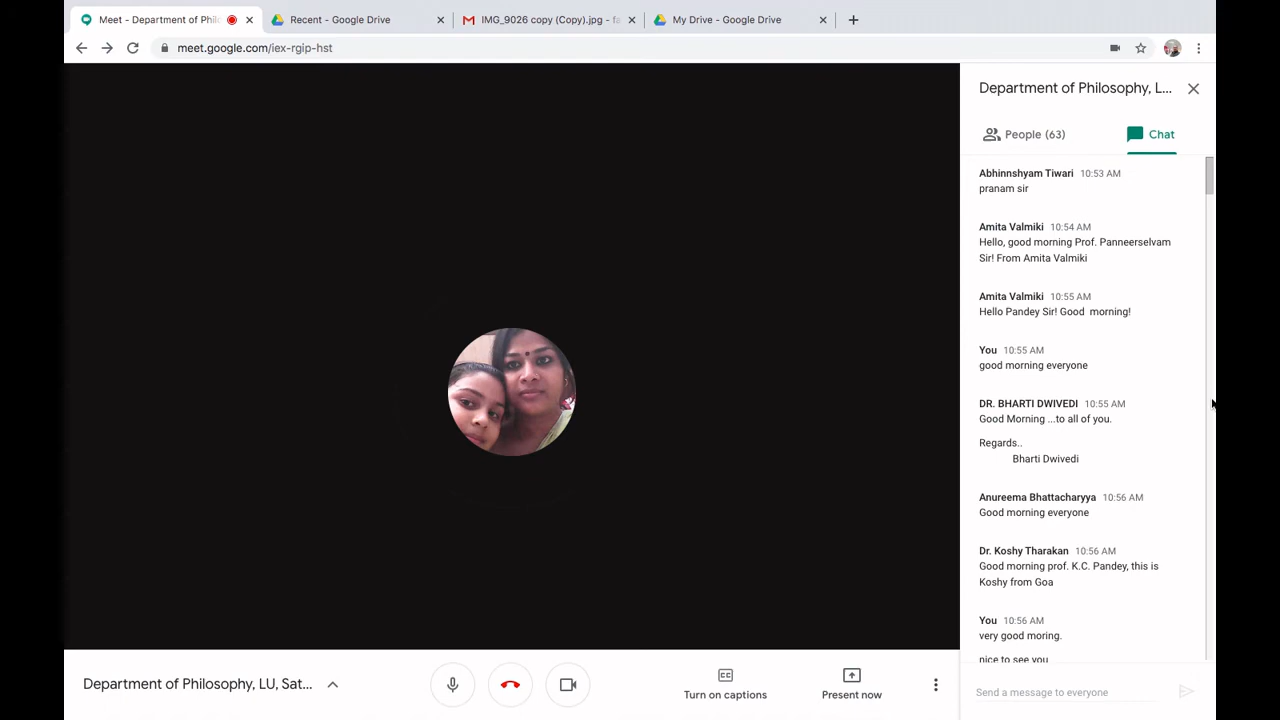 Meet - Department of Philo
Recent - Google Drive
IMG_9026 copy (Copy).jpg - fa
My Drive - Google Drive
meet.google.com/iex-rgip-hst
Department of Philosophy, L...
People (63)
Chat
Abhinnshyam Tiwari 10:53 AM
pranam sir
Amita Valmiki 10:54 AM
Hello, good morning Prof. Panneerselvam
Sir! From Amita Valmiki
Amita Valmiki 10:55 AM
Hello Pandey Sir! Good morning!
You 10:55 AM
good morning everyone
DR. BHARTI DWIVEDI 10:55 AM
Good Morning ...to all of you.
Regards..
Bharti Dwivedi
Anureema Bhattacharyya 10:56 AM
Good morning everyone
Dr. Koshy Tharakan 10:56 AM
Good morning prof. K.C. Pandey, this is
Koshy from Goa
You 10:56 AM
very good moring.
nice to see you
Send a message to everyone
Department of Philosophy, LU, Sat...
CC
Turn on captions
Present now